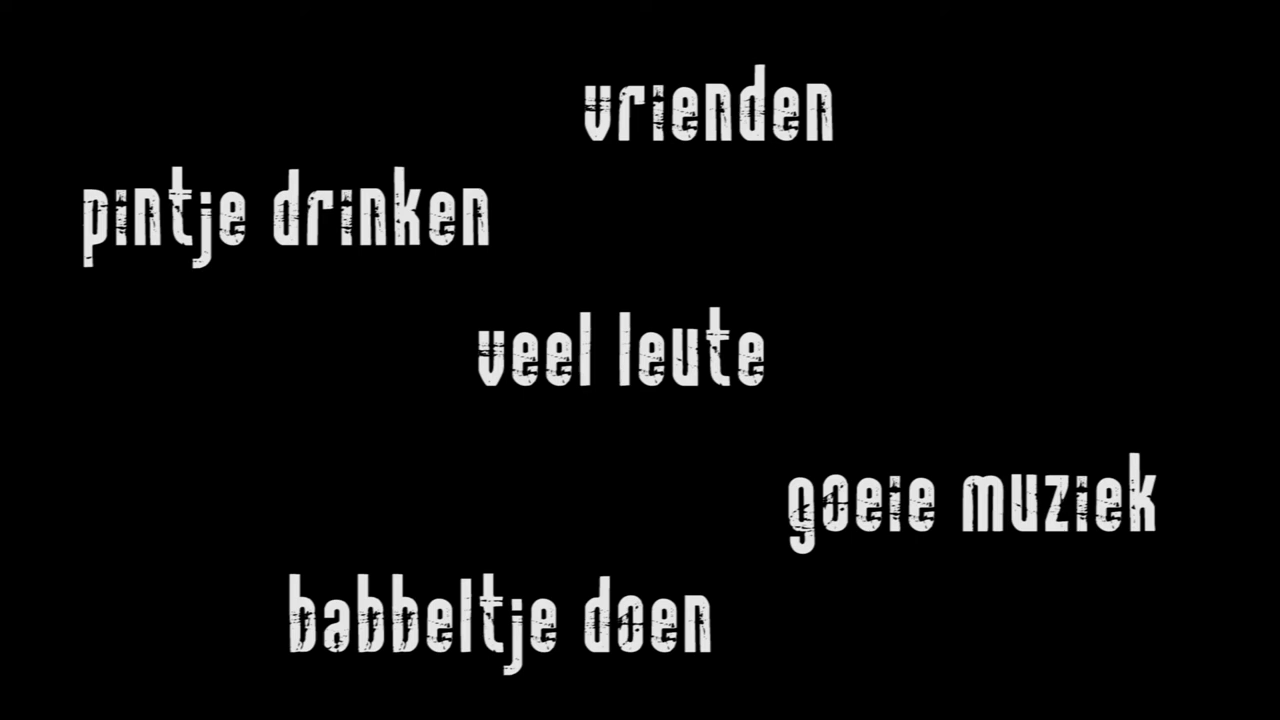 vrienden
pintje drinken
veel leute
goeie muziek
babbeltje doen